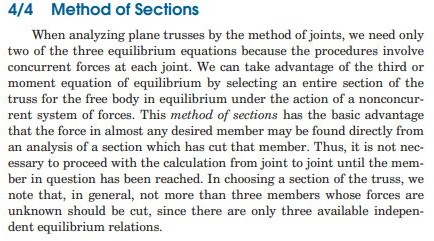 4/4 Method of Sections
When analyzing plane trusses by the method of joints, we need only
two of the three equilibrium equations because the procedures involve
concurrent forces at each joint. We can take advantage of the third or
moment equation of equilibrium by selecting an entire section of the
truss for the free body in equilibrium under the action of a nonconcur-
rent system of forces. This method of sections has the basic advantage
that the force in almost any desired member may be found directly from
an analysis of a section which has cut that member. Thus, it is not nec-
essary to proceed with the calculation from joint to joint until the mem-
ber in question has been reached. In choosing a section of the truss, we
note that, in general, not more than three members whose forces are
unknown should be cut, since there are only three available indepen-
dent equilibrium relations.